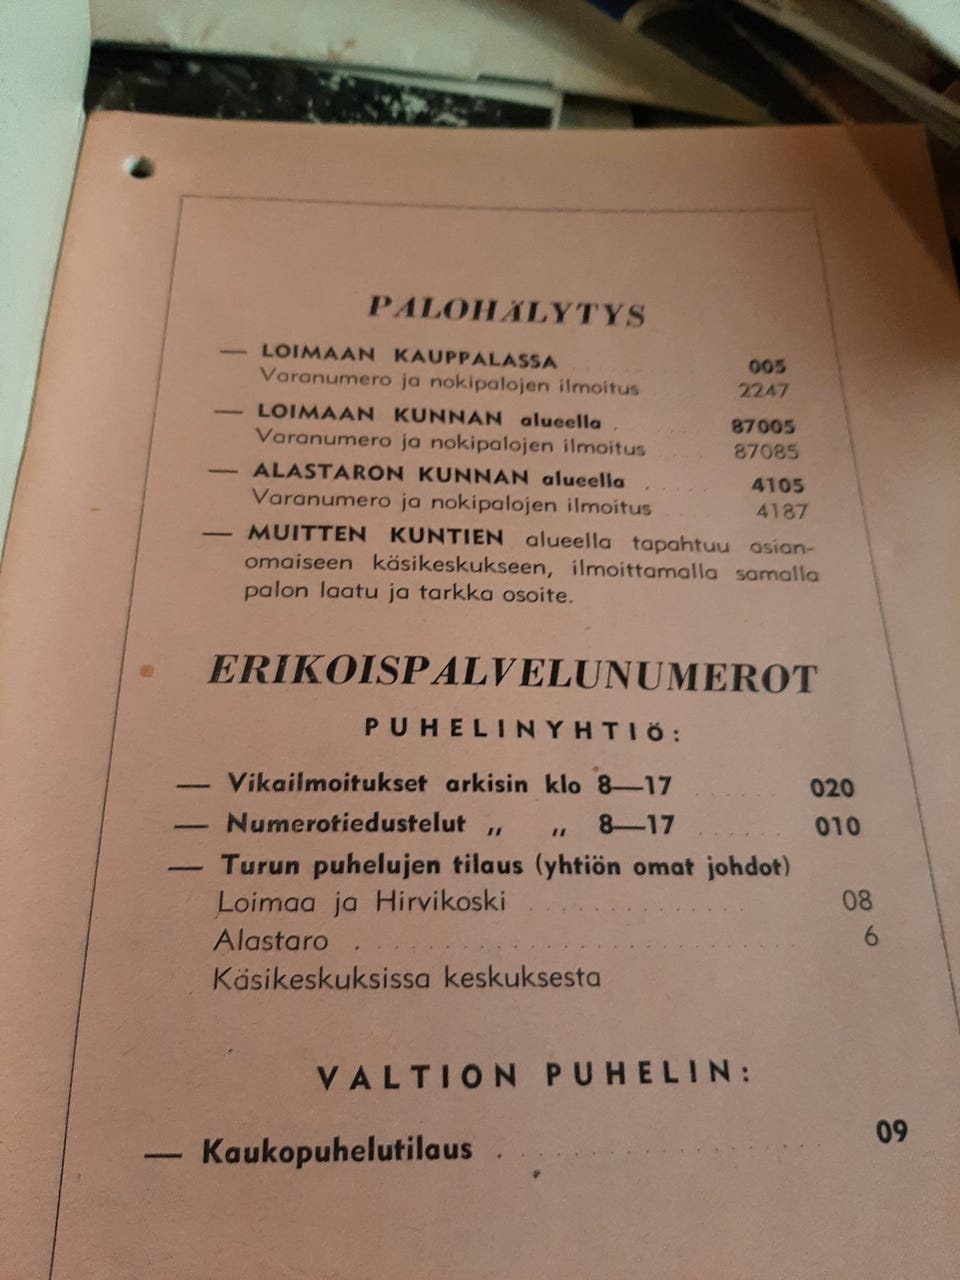 PALOHÄLYTYS
— LOIMAAN KAUPPALASSA 005
Varanumero ja nokipalojen ilmoitus 2247
— LOIMAAN KUNNAN alueella . 87005
Varanumero ja nokipalojen ilmoitus 87085
— ALASTARON KUNNAN alueella . . . . 4105
Varanumero ja nokipalojen ilmoitus 4187
— MUITTEN KUNTIEN alueella tapahtuu asian-
omaiseen käsikeskukseen, ilmoittamalla samalla
palon laatu ja tarkka osoite.
ERIKOISPALVELUNUMEROT
PUHELINYHTIÖ:
— Vikailmoitukset arkisin klo 8—17 . . . . . . 020
— Numerotiedustelut „ „ 8—17 . . . . . . 010
— Turun puhelujen tilaus (yhtiön omat johdot)
Loimaa ja Hirvikoski . . . . . . . . . . . . 08
Alastaro . . . . . . . . . . . . . . . . . . . . . . . 6
Käsikeskuksissa keskuksesta
VALTION PUHELIN:
— Kaukopuhelutilaus . . . . . . . . . . . . . . . . . 09